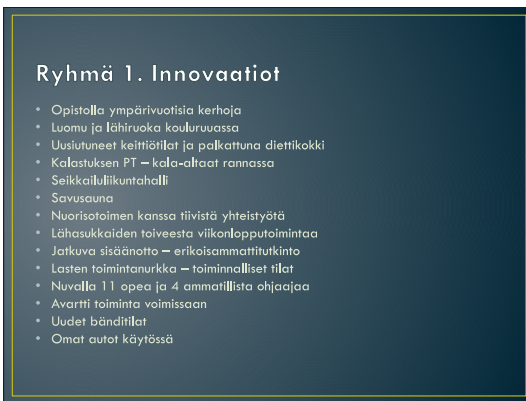 Ryhmä 1. Innovaatiot
• Opistolla ympärivuotisia kerhoja
• Luomu ja lähiruoka kouluruuassa
• Uusiutuneet keittiötilat ja palkattuna diettikokki
• Kalastuksen PT – kala-altaat rannassa
• Seikkailuliikuntahalli
• Savusauna
• Nuorisotoimen kanssa tiivistä yhteistyötä
• Lähasukkaiden toiveesta viikonlopputoimintaa
• Jatkuva sisäänotto – erikoisammattitutkinto
• Lasten toimintanurkka – toiminnalliset tilat
• Nuvalla 11 opea ja 4 ammatillista ohjaajaa
• Avartti toiminta voimissaan
• Uudet bänditilat
• Omat autot käytössä